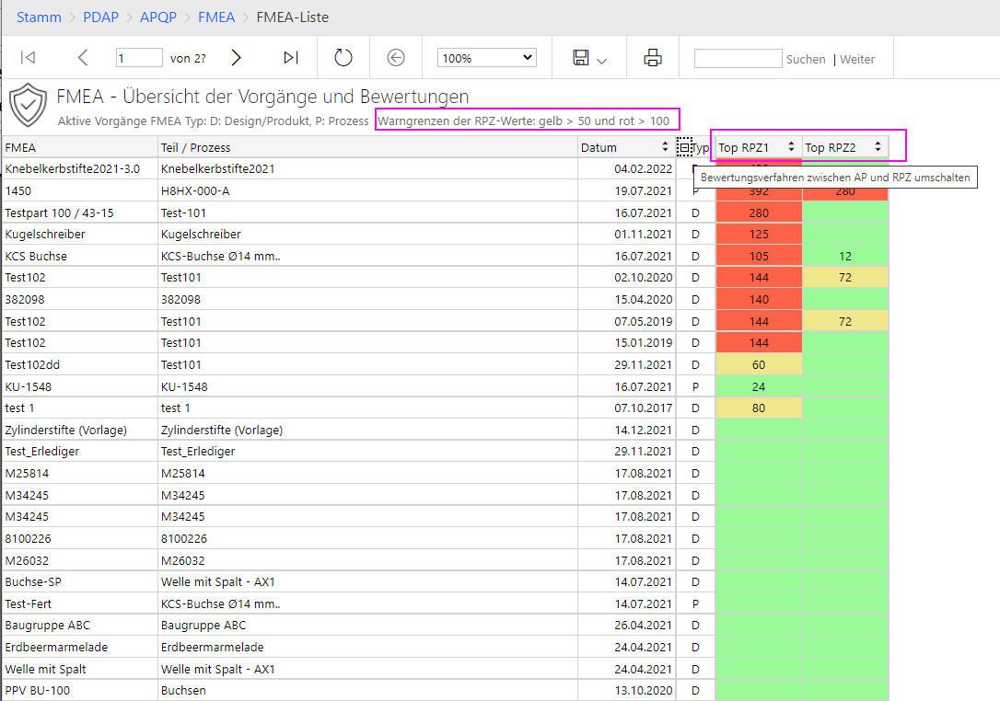 Stamm > PDAP > APQP > FMEA > FMEA-Liste
1 von 2? 100% Suchen | Weiter
FMEA - Übersicht der Vorgänge und Bewertungen
Aktive Vorgänge FMEA Typ: D: Design/Produkt, P: Prozess Warngrenzen der RPZ-Werte: gelb > 50 und rot > 100
FMEA Teil / Prozess Datum Typ Top RPZ1 Top RPZ2
Knebelkerbstifte2021-3.0 Knebelkerbstifte2021 04.02.2022
Bewertungsverfahren zwischen AP und RPZ umschalten
1450 H8HX-000-A 19.07.2021 P 392 280
Testpart 100 / 43-15 Test-101 16.07.2021 D 280
Kugelschreiber Kugelschreiber 01.11.2021 D 125
KCS Buchse KCS-Buchse Ø14 mm.. 16.07.2021 D 105 12
Test102 Test101 02.10.2020 D 144 72
382098 382098 15.04.2020 D 140
Test102 Test101 07.05.2019 D 144 72
Test102 Test101 15.01.2019 D 144
Test102dd Test101 29.11.2021 D 60
KU-1548 KU-1548 16.07.2021 P 24
test 1 test 1 07.10.2017 D 80
Zylinderstifte (Vorlage) Zylinderstifte (Vorlage) 14.12.2021 D
Test_Erlediger Test_Erlediger 29.11.2021 D
M25814 M25814 17.08.2021 D
M34245 M34245 17.08.2021 D
M34245 M34245 17.08.2021 D
8100226 8100226 17.08.2021 D
M26032 M26032 17.08.2021 D
Buchse-SP Welle mit Spalt - AX1 14.07.2021 D
Test-Fert KCS-Buchse Ø14 mm.. 14.07.2021 P
Baugruppe ABC Baugruppe ABC 26.04.2021 D
Erdbeermarmelade Erdbeermarmelade 24.04.2021 D
Welle mit Spalt Welle mit Spalt - AX1 24.04.2021 D
PPV BU-100 Buchsen 13.10.2020 D